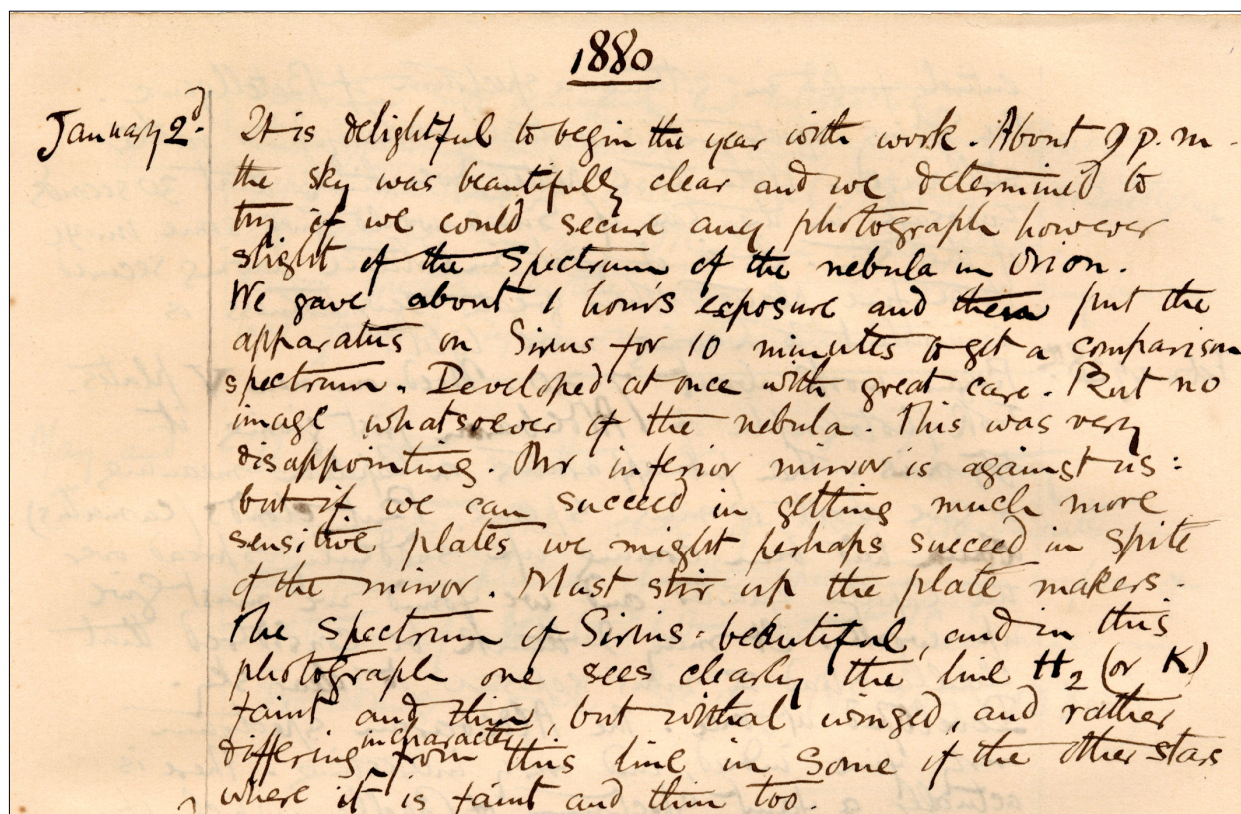 1880
January 2d. It is delightful to begin the year with work. About 9 p.m.
the sky was beautifully clear and we determined to
try if we could secure any photograph however
slight of the spectrum of the nebula in Orion.
We gave about 1 hour's exposure and then put the
apparatus on Sirius for 10 minutes to get a comparison
spectrum. Developed at once with great care. But no
image whatsoever of the nebula. This was very
disappointing. Our inferior mirror is against us:
but if we can succeed in getting much more
sensitive plates we might perhaps succeed in spite
of the mirror. Must stir up the plate makers.
The spectrum of Sirius: beautiful, and in this
photograph one sees clearly the line H2 (or K)
faint and thin, but withal winged, and rather
differing in character from this line in some of the other stars
where it is faint and thin too.